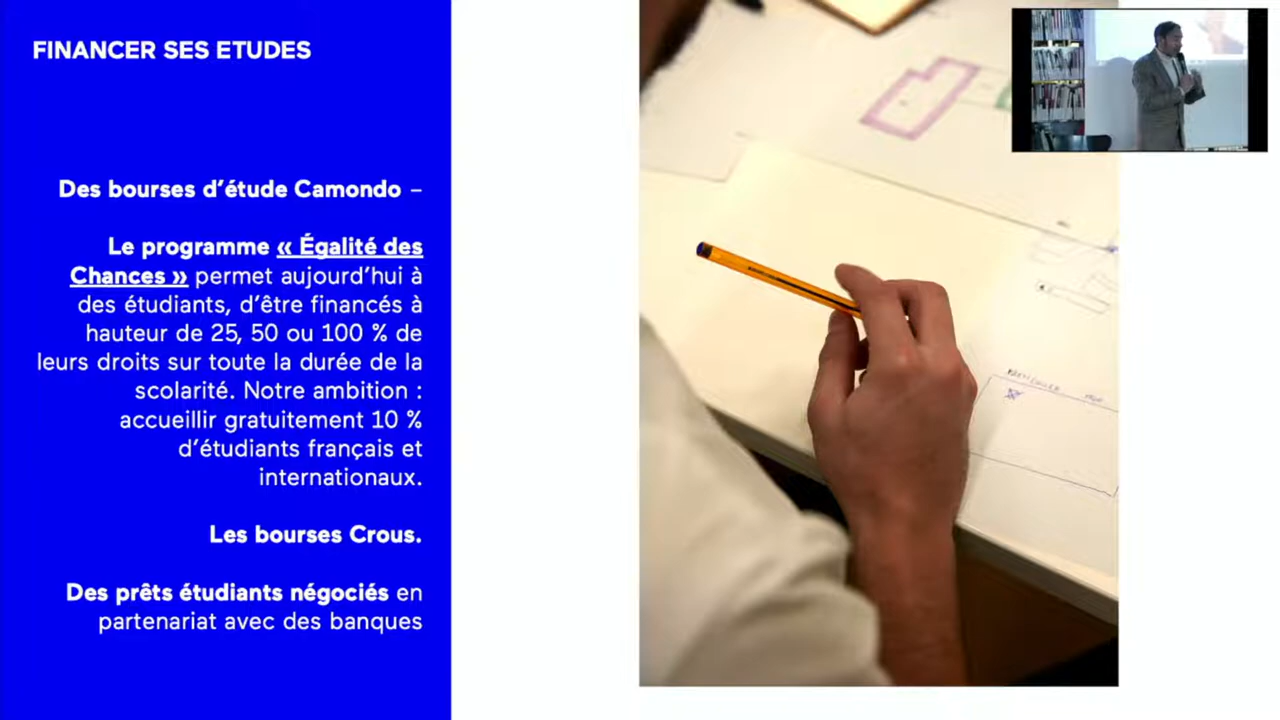 FINANCER SES ETUDES
Des bourses d’étude Camondo –
Le programme « Égalité des
Chances » permet aujourd’hui à
des étudiants, d’être financés à
hauteur de 25, 50 ou 100 % de
leurs droits sur toute la durée de la
scolarité. Notre ambition :
accueillir gratuitement 10 %
d’étudiants français et
internationaux.
Les bourses Crous.
Des prêts étudiants négociés en
partenariat avec des banques